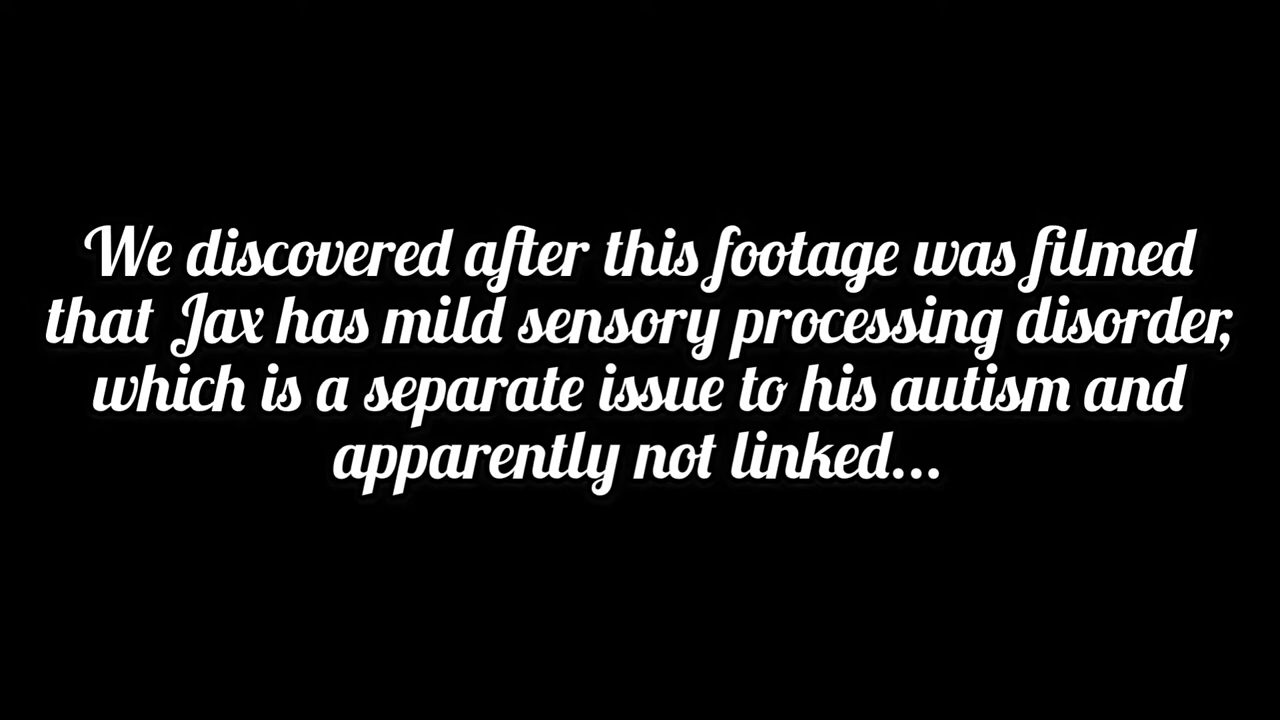 We discovered after this footage was filmed
that Jax has mild sensory processing disorder,
which is a separate issue to his autism and
apparently not linked...